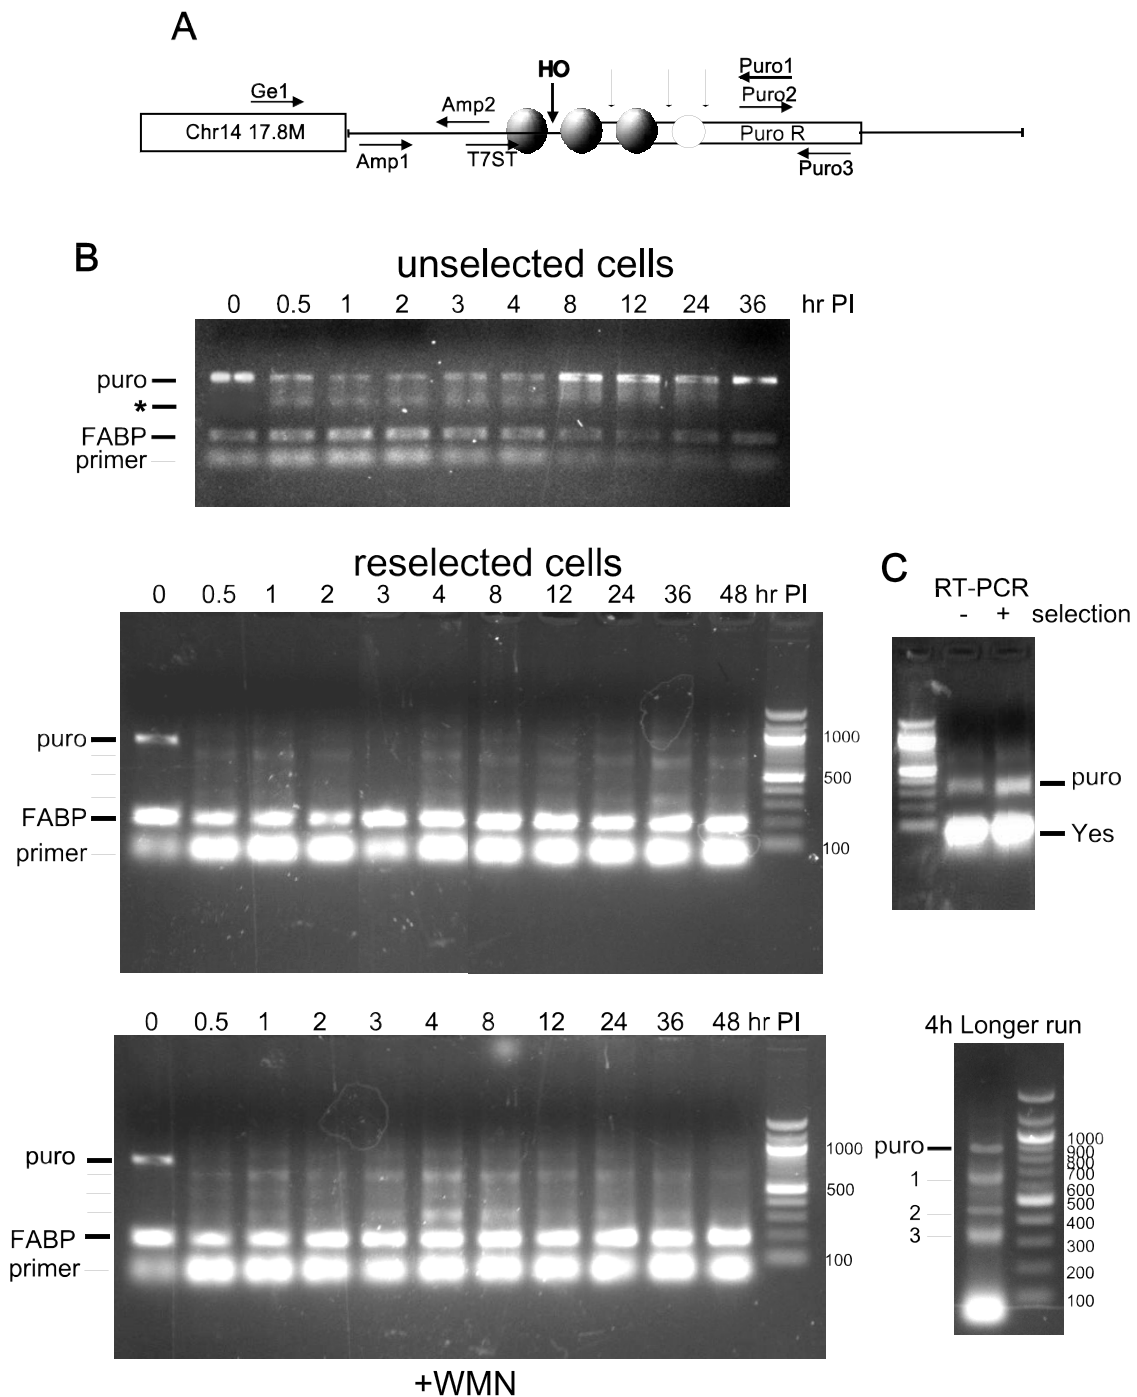 A
HO
Ge1
Puro1
Puro2
Amp2
Chr14 17.8M
Puro R
Amp1
T7ST
Puro3
B
unselected cells
0 0.5 1 2 3 4 8 12 24 36 hr PI
puro
*
FABP
primer
reselected cells
0 0.5 1 2 3 4 8 12 24 36 48 hr PI
puro
1000
500
FABP
primer
100
C
RT-PCR
- + selection
puro
Yes
0 0.5 1 2 3 4 8 12 24 36 48 hr PI
puro
1000
500
FABP
primer
100
+WMN
4h Longer run
puro
1
2
3
1000
900
800
700
600
500
400
300
200
100